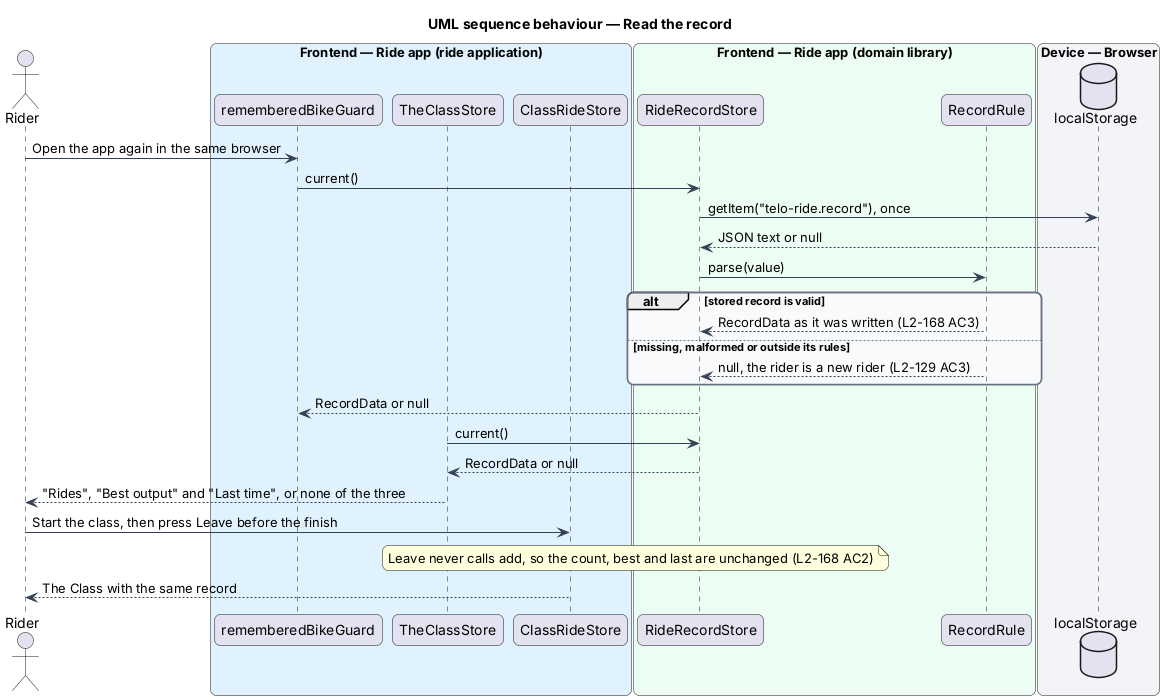 UML sequence behaviour — Read the record
Frontend — Ride app (ride application)
Frontend — Ride app (domain library)
Device — Browser
Rider
rememberedBikeGuard
TheClassStore
ClassRideStore
RideRecordStore
RecordRule
localStorage
Open the app again in the same browser
current()
getItem("telo-ride.record"), once
JSON text or null
parse(value)
alt
[stored record is valid]
RecordData as it was written (L2-168 AC3)
[missing, malformed or outside its rules]
null, the rider is a new rider (L2-129 AC3)
RecordData or null
current()
RecordData or null
"Rides", "Best output" and "Last time", or none of the three
Start the class, then press Leave before the finish
Leave never calls add, so the count, best and last are unchanged (L2-168 AC2)
The Class with the same record
Rider
rememberedBikeGuard
TheClassStore
ClassRideStore
RideRecordStore
RecordRule
localStorage